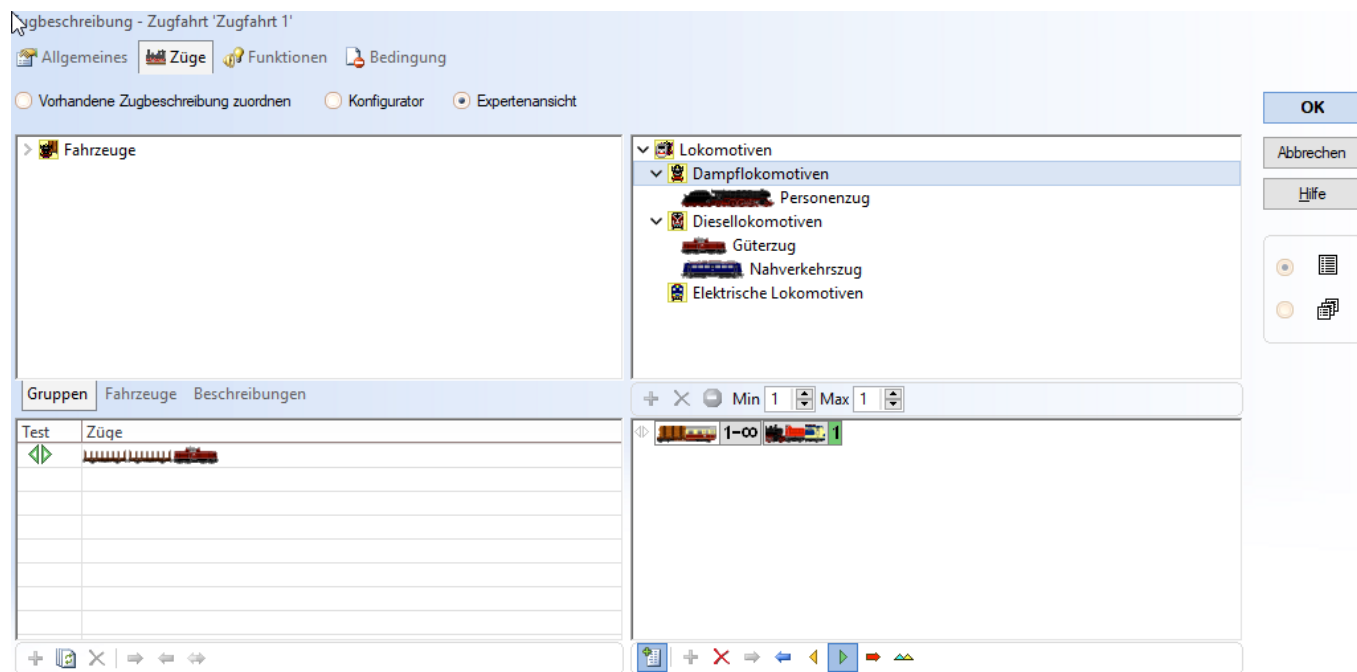 Zugbeschreibung - Zugfahrt 'Zugfahrt 1'
Allgemeines Züge Funktionen Bedingung
Vorhandene Zugbeschreibung zuordnen Konfigurator Expertenansicht
OK
Abbrechen
Hilfe
Fahrzeuge
Lokomotiven
Dampflokomotiven
Personenzug
Diesellokomotiven
Güterzug
Nahverkehrszug
Elektrische Lokomotiven
Gruppen Fahrzeuge Beschreibungen
Min 1 Max 1
Test Züge
1-∞ 1